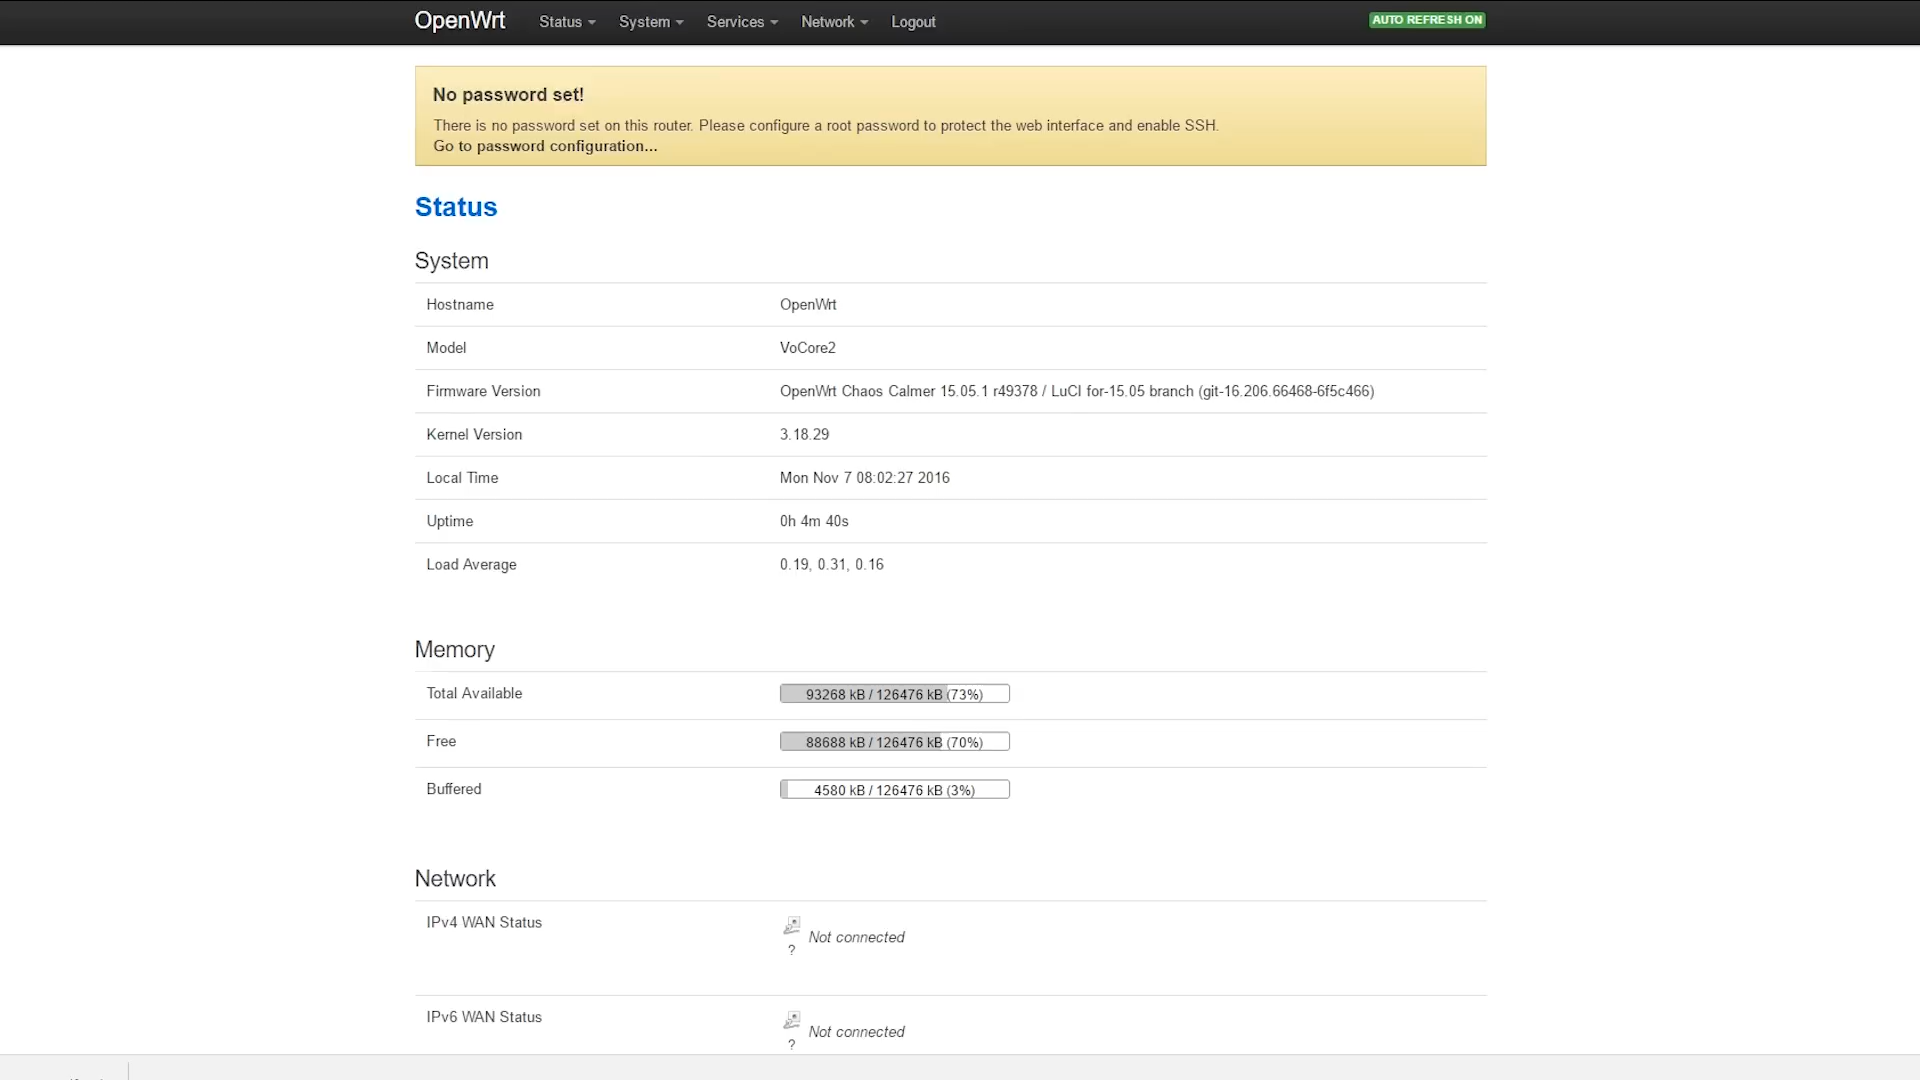 OpenWrt Status System Services Network Logout AUTO REFRESH ON
No password set!
There is no password set on this router. Please configure a root password to protect the web interface and enable SSH.
Go to password configuration...
Status
System
Hostname OpenWrt
Model VoCore2
Firmware Version OpenWrt Chaos Calmer 15.05.1 r49378 / LuCI for-15.05 branch (git-16.206.66468-6f5c466)
Kernel Version 3.18.29
Local Time Mon Nov 7 08:02:27 2016
Uptime 0h 4m 40s
Load Average 0.19, 0.31, 0.16
Memory
Total Available 93268 kB / 126476 kB (73%)
Free 88688 kB / 126476 kB (70%)
Buffered 4580 kB / 126476 kB (3%)
Network
IPv4 WAN Status Not connected
?
IPv6 WAN Status Not connected
?